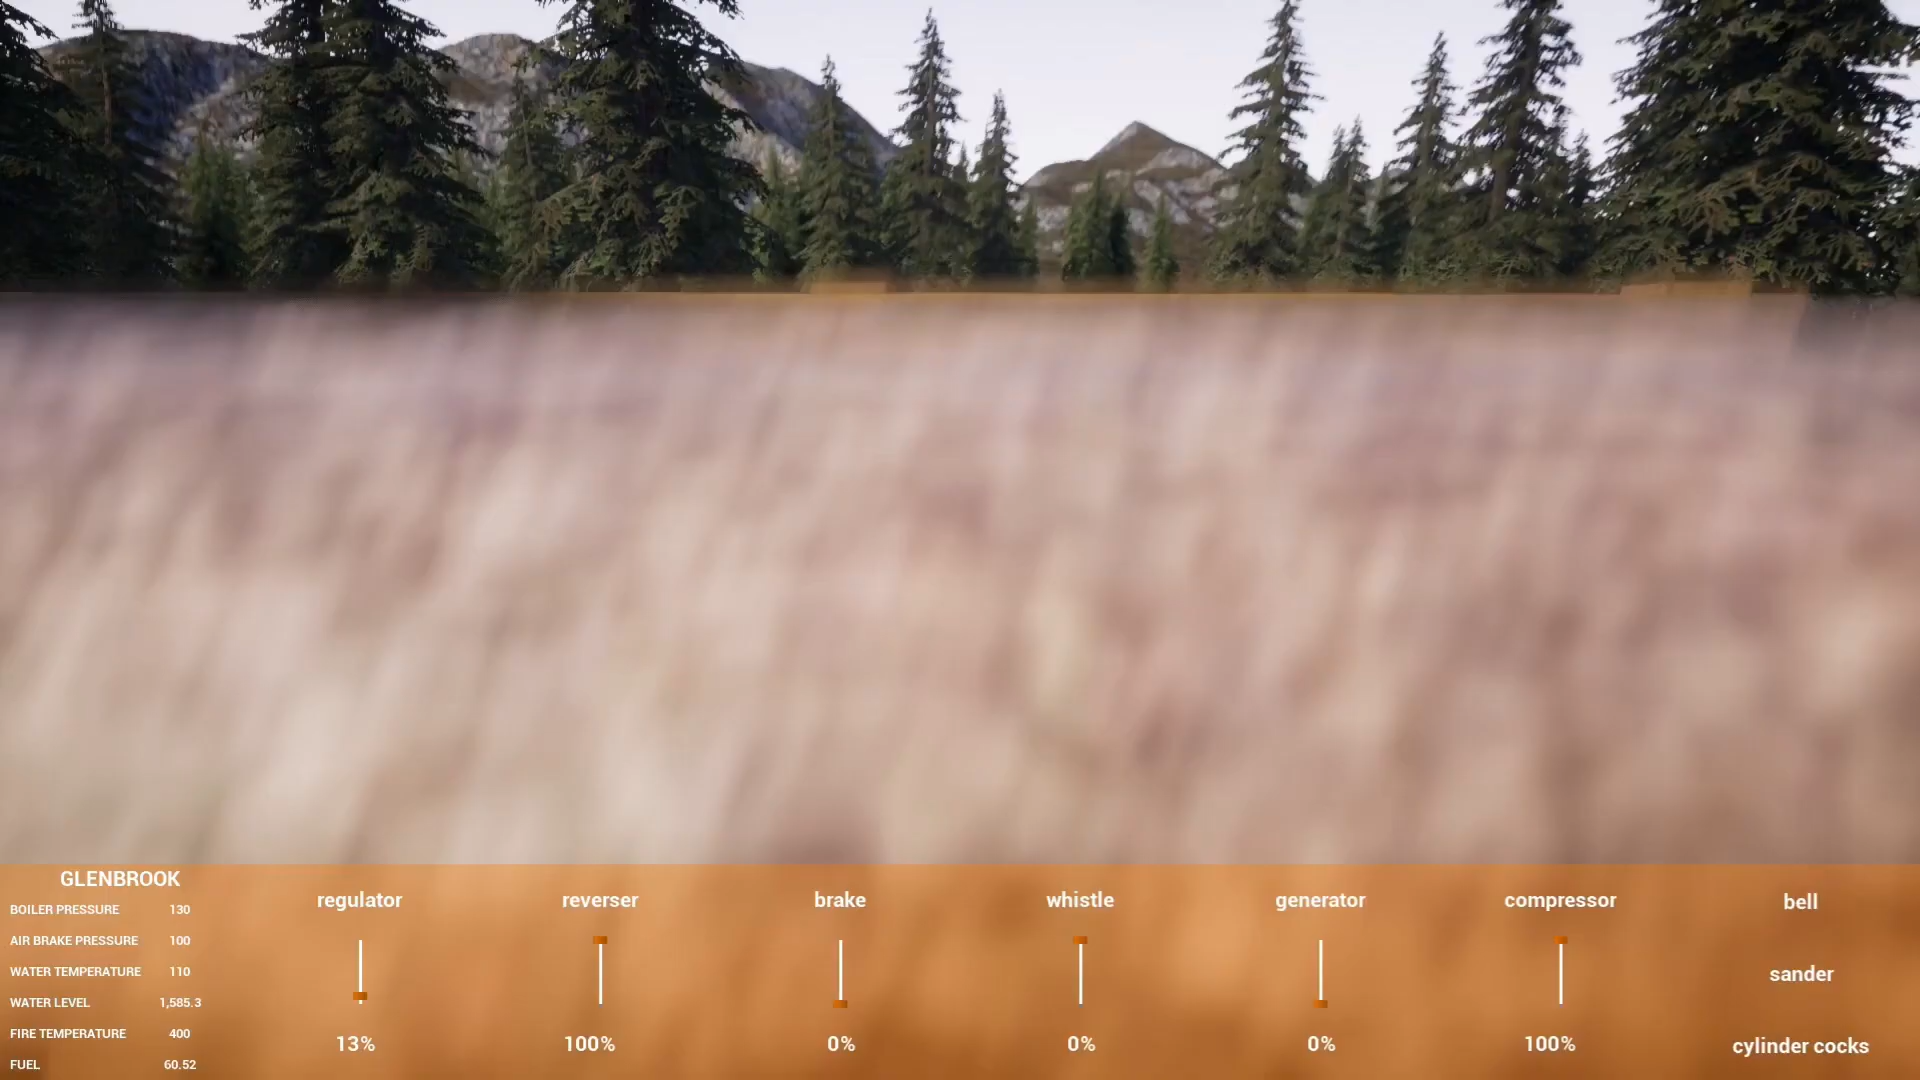 GLENBROOK
BOILER PRESSURE 130
AIR BRAKE PRESSURE 100
WATER TEMPERATURE 110
WATER LEVEL 1,585.3
FIRE TEMPERATURE 400
FUEL 60.52
regulator
13%
reverser
100%
brake
0%
whistle
0%
generator
0%
compressor
100%
bell
sander
cylinder cocks